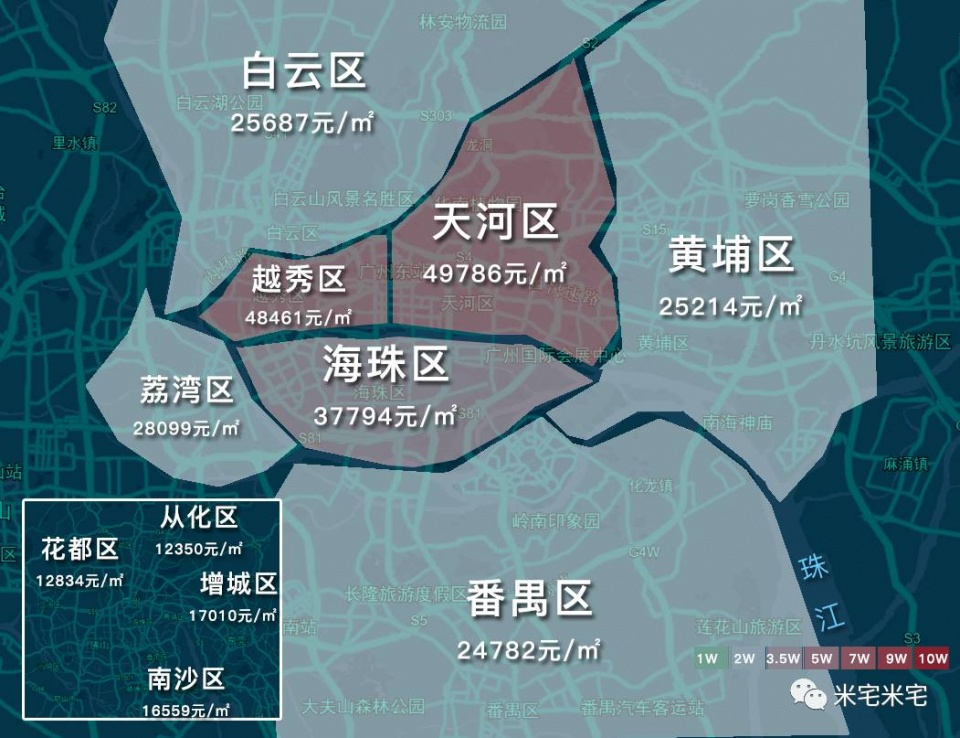 林安物流园
S2
白云区
25687元/㎡
白云湖公园
S82
S303
里水镇
龙洞
白云山风景名胜区
萝岗香雪公园
天河区
49786元/㎡
白云区
S15
黄埔区
25214元/㎡
S4
G4
越秀区
48461元/㎡
广州东站
越秀区
天河区
黄埔区
丹水坑风景旅游区
广州国际会展中心
海珠区
37794元/㎡
海珠区
S81
荔湾区
28099元/㎡
S81
南海神庙
麻涌镇
化龙镇
岭南印象园
G4W
从化区
12350元/㎡
花都区
12834元/㎡
增城区
17010元/㎡
南沙区
16559元/㎡
珠江
长隆旅游度假区
番禺区
24782元/㎡
S5
南站
莲花山旅游区
S3
1W 2W 3.5W 5W 7W 9W 10W
米宅米宅
大夫山森林公园
番禺区
番禺汽车客运站